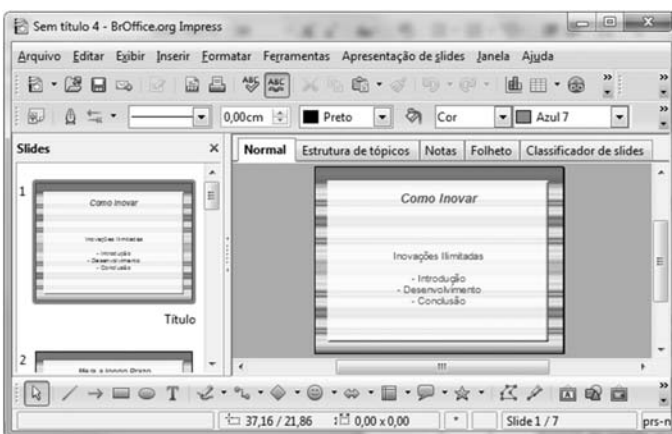 Sem título 4 - BrOffice.org Impress
Arquivo Editar Exibir Inserir Formatar Ferramentas Apresentação de slides Janela Ajuda
0,00cm Preto Cor Azul 7
Slides
Normal Estrutura de tópicos Notas Folheto Classificador de slides
1
Como Inovar
Inovações Ilimitadas
- Introdução
- Desenvolvimento
- Conclusão
Título
2
Como Inovar
Inovações Ilimitadas
- Introdução
- Desenvolvimento
- Conclusão
37,16 / 21,86 0,00 x 0,00 * Slide 1 / 7 prs-n